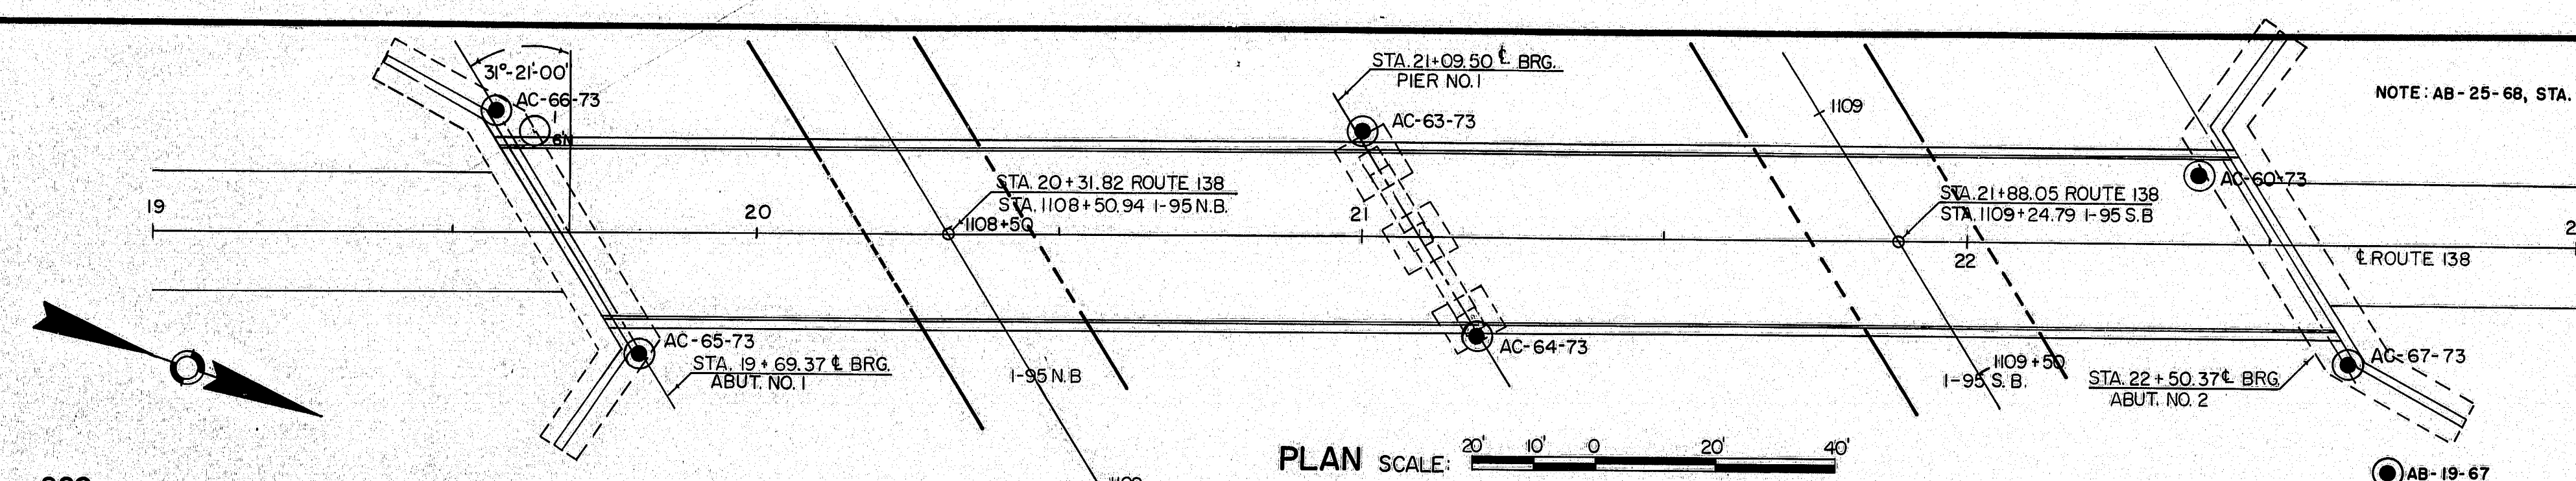 31°-21'-00"
AC-66-73
6N
STA. 21+09.50 ℄ BRG.
PIER NO. 1
AC-63-73
1109
NOTE: AB-25-68, STA.
STA. 20+31.82 ROUTE 138
STA. 1108+50.94 I-95 N.B.
1108+50
STA. 21+88.05 ROUTE 138
STA. 1109+24.79 I-95 S.B
AC-60-73
19
20
21
22
℄ ROUTE 138
AC-65-73
STA. 19+69.37 ℄ BRG.
ABUT. NO. 1
I-95 N.B
AC-64-73
1109+50
I-95 S.B.
STA. 22+50.37 ℄ BRG
ABUT. NO. 2
AC-67-73
PLAN SCALE: 20' 10' 0 20' 40'
AB-19-67